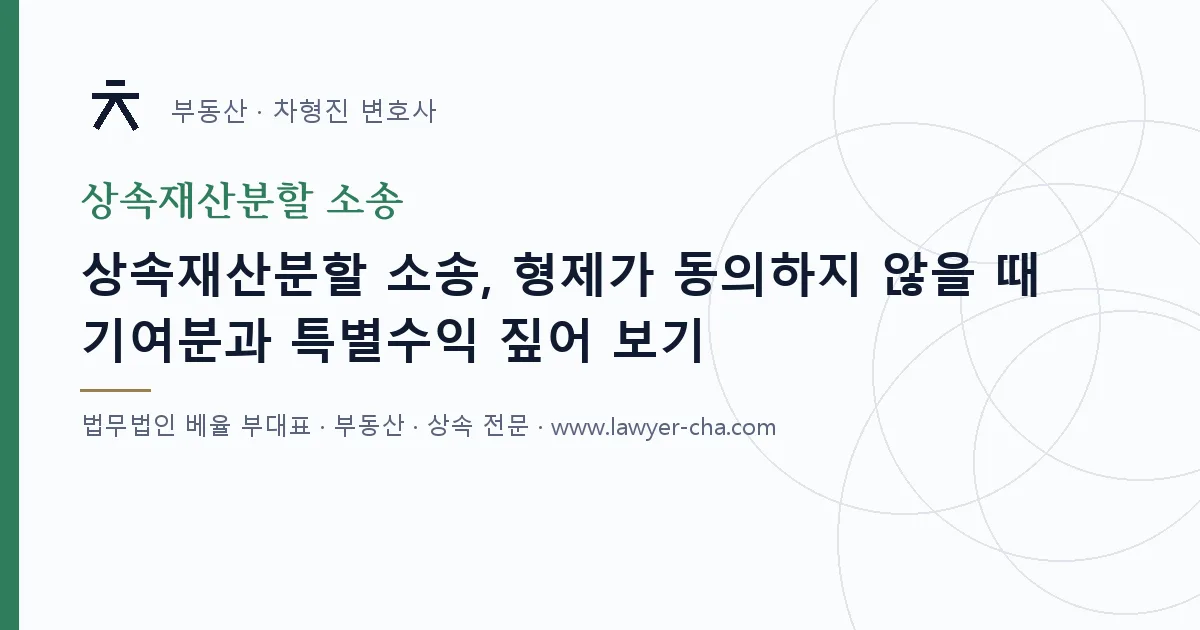 부동산 · 차형진 변호사
상속재산분할 소송
상속재산분할 소송, 형제가 동의하지 않을 때
기여분과 특별수익 짚어 보기
법무법인 베율 부대표 · 부동산 · 상속 전문 · www.lawyer-cha.com